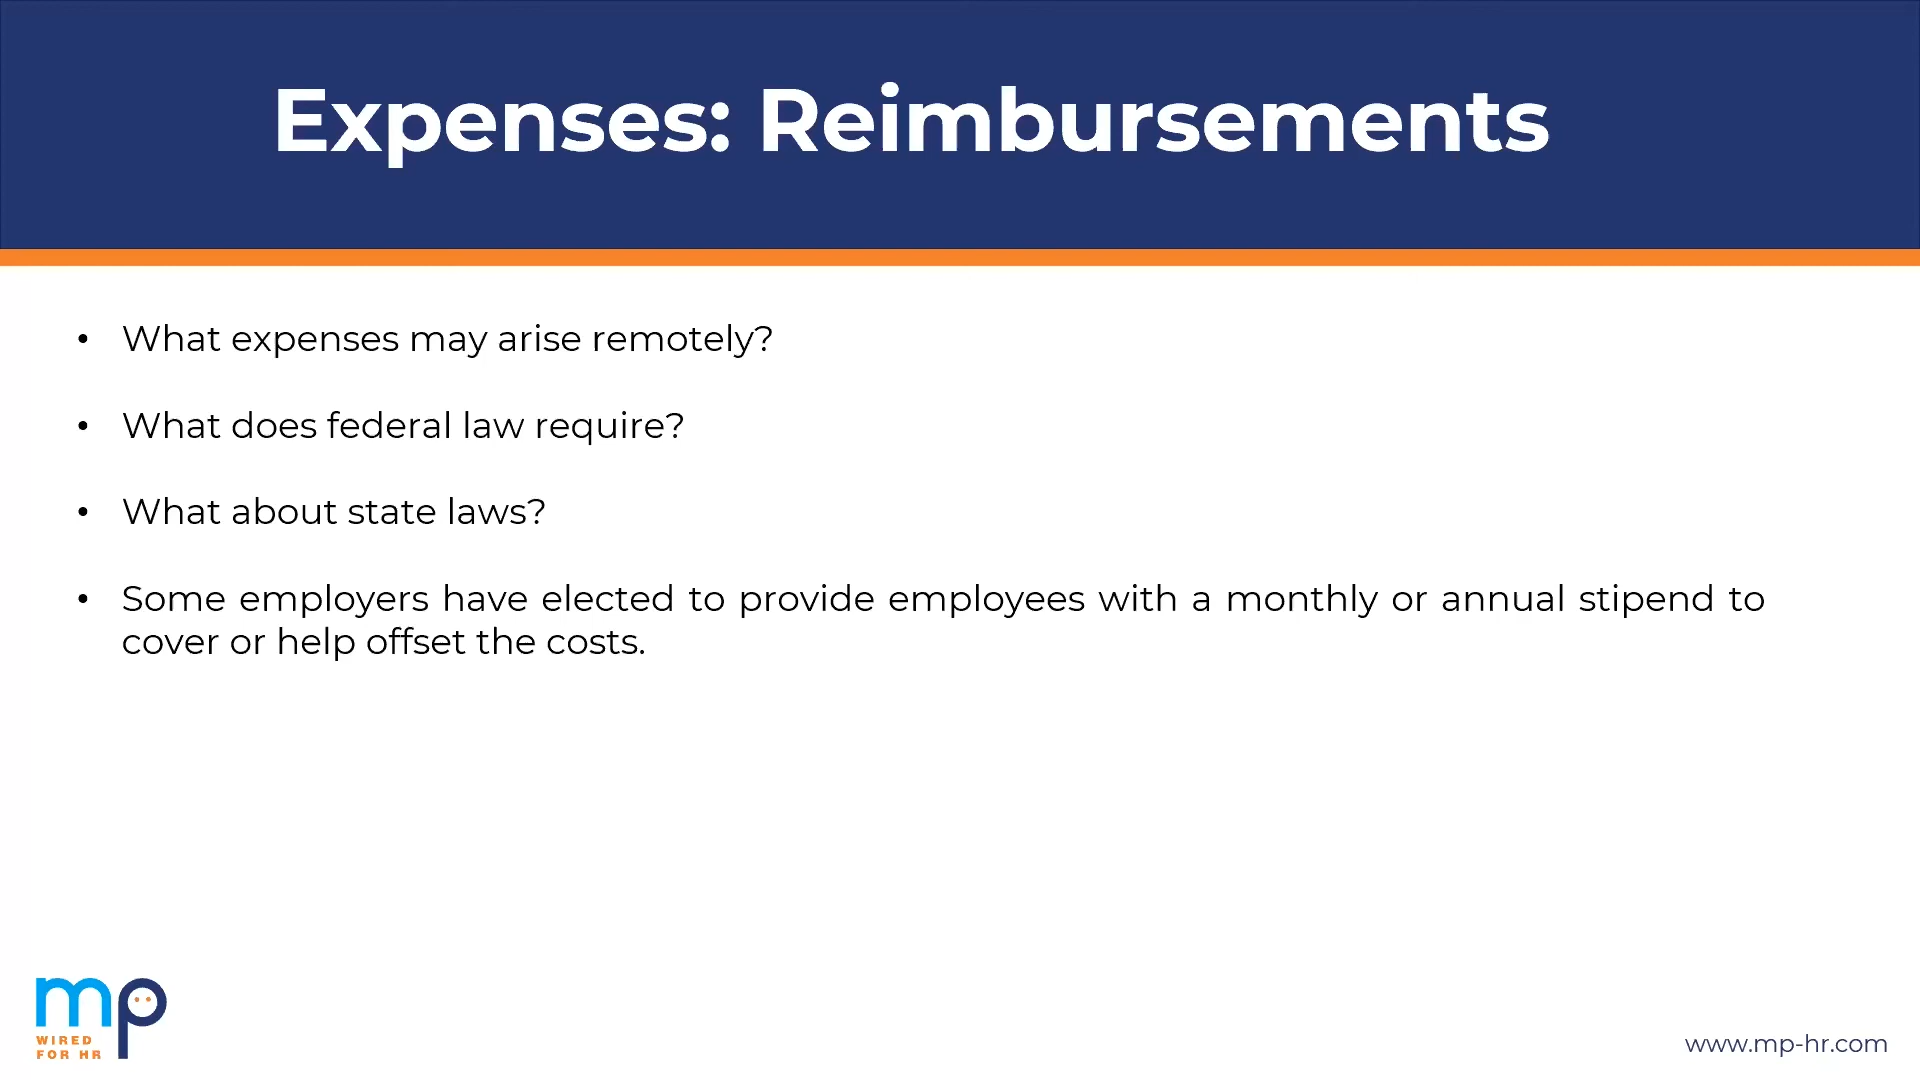 Expenses: Reimbursements
• What expenses may arise remotely?
• What does federal law require?
• What about state laws?
• Some employers have elected to provide employees with a monthly or annual stipend to
cover or help offset the costs.
mp
WIRED
FOR HR
www.mp-hr.com